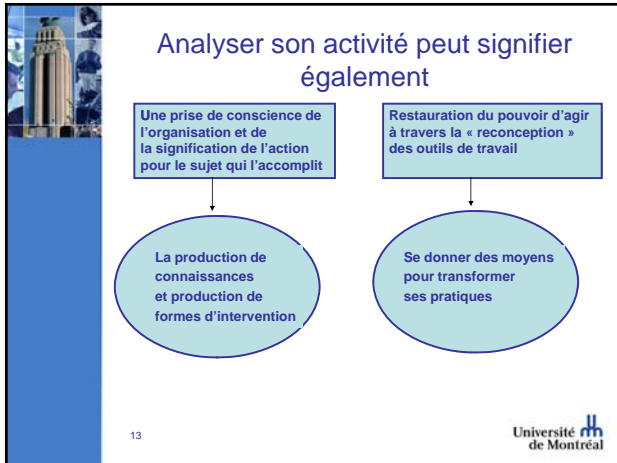 Analyser son activité peut signifier
également
Une prise de conscience de
l'organisation et de
la signification de l'action
pour le sujet qui l'accomplit
Restauration du pouvoir d'agir
à travers la « reconception »
des outils de travail
La production de
connaissances
et production de
formes d'intervention
Se donner des moyens
pour transformer
ses pratiques
13
Université
de Montréal